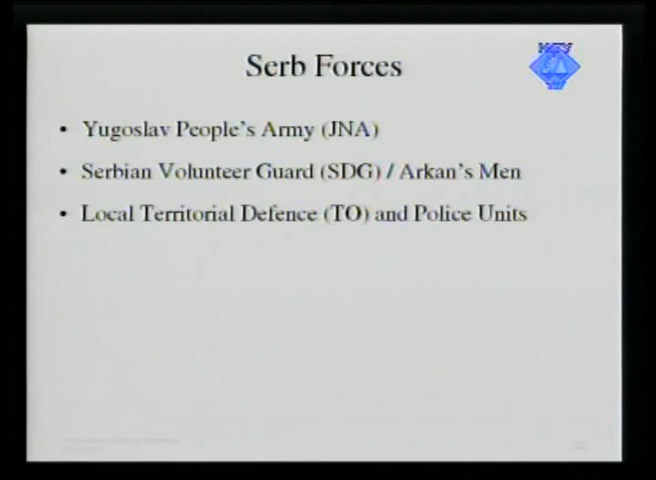 Serb Forces
• Yugoslav People's Army (JNA)
• Serbian Volunteer Guard (SDG) / Arkan's Men
• Local Territorial Defence (TO) and Police Units